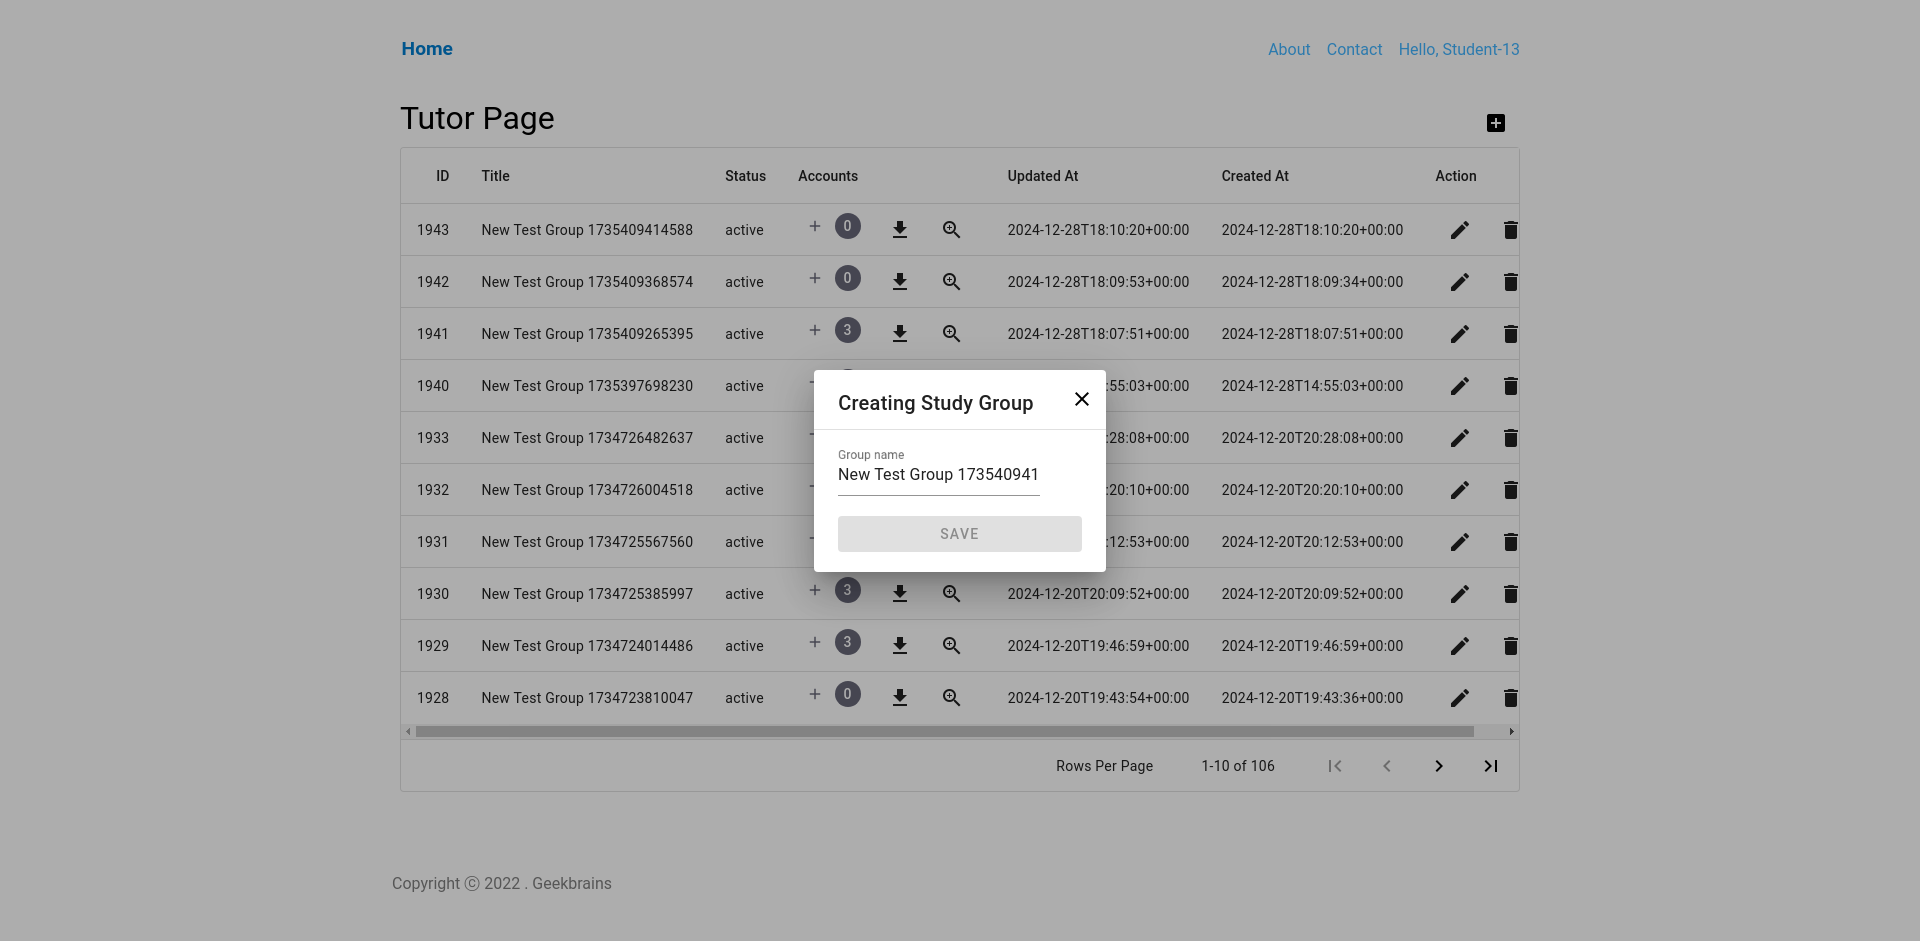 Home About Contact Hello, Student-13
Tutor Page
ID Title Status Accounts Updated At Created At Action
1943 New Test Group 1735409414588 active + 0 2024-12-28T18:10:20+00:00 2024-12-28T18:10:20+00:00
1942 New Test Group 1735409368574 active + 0 2024-12-28T18:09:53+00:00 2024-12-28T18:09:34+00:00
1941 New Test Group 1735409265395 active + 3 2024-12-28T18:07:51+00:00 2024-12-28T18:07:51+00:00
1940 New Test Group 1735397698230 active :55:03+00:00 2024-12-28T14:55:03+00:00
1933 New Test Group 1734726482637 active :28:08+00:00 2024-12-20T20:28:08+00:00
1932 New Test Group 1734726004518 active :20:10+00:00 2024-12-20T20:20:10+00:00
1931 New Test Group 1734725567560 active :12:53+00:00 2024-12-20T20:12:53+00:00
1930 New Test Group 1734725385997 active + 3 2024-12-20T20:09:52+00:00 2024-12-20T20:09:52+00:00
1929 New Test Group 1734724014486 active + 3 2024-12-20T19:46:59+00:00 2024-12-20T19:46:59+00:00
1928 New Test Group 1734723810047 active + 0 2024-12-20T19:43:54+00:00 2024-12-20T19:43:36+00:00
Creating Study Group
Group name
New Test Group 173540941
SAVE
Rows Per Page 1-10 of 106
Copyright ⓒ 2022 . Geekbrains